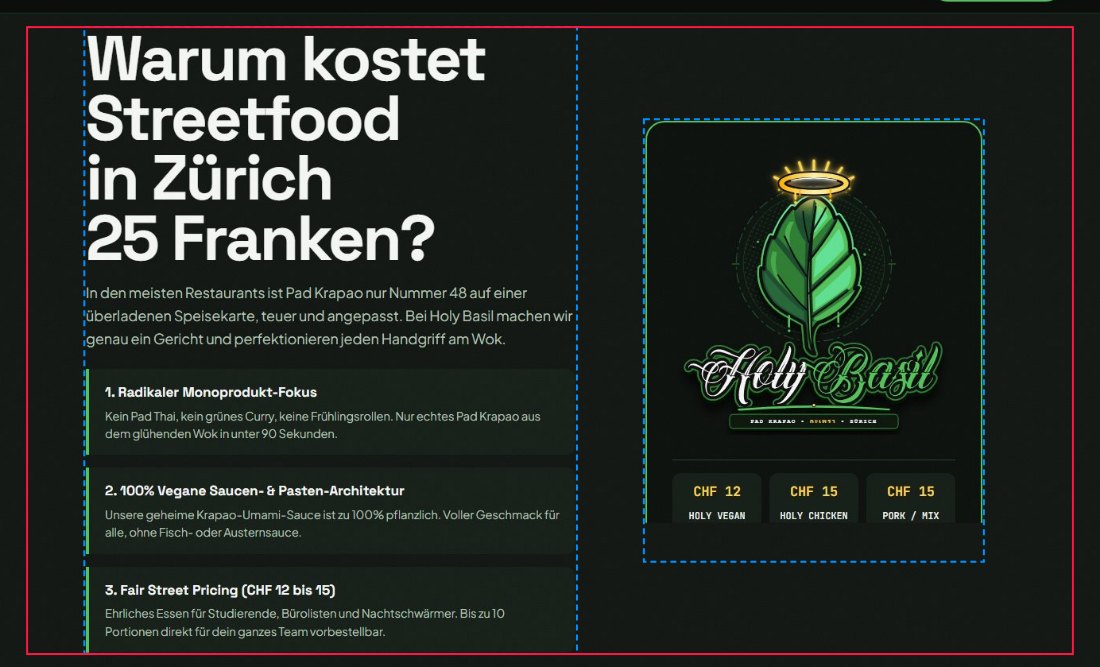 Warum kostet
Streetfood
in Zürich
25 Franken?
In den meisten Restaurants ist Pad Krapao nur Nummer 48 auf einer
überladenen Speisekarte, teuer und angepasst. Bei Holy Basil machen wir
genau ein Gericht und perfektionieren jeden Handgriff am Wok.
1. Radikaler Monoprodukt-Fokus
Kein Pad Thai, kein grünes Curry, keine Frühlingsrollen. Nur echtes Pad Krapao aus
dem glühenden Wok in unter 90 Sekunden.
2. 100% Vegane Saucen- & Pasten-Architektur
Unsere geheime Krapao-Umami-Sauce ist zu 100% pflanzlich. Voller Geschmack für
alle, ohne Fisch- oder Austernsauce.
3. Fair Street Pricing (CHF 12 bis 15)
Ehrliches Essen für Studierende, Bürolisten und Nachtschwärmer. Bis zu 10
Portionen direkt für dein ganzes Team vorbestellbar.
Holy Basil
PAD KRAPAO • • ZÜRICH
CHF 12
HOLY VEGAN
CHF 15
HOLY CHICKEN
CHF 15
PORK / MIX